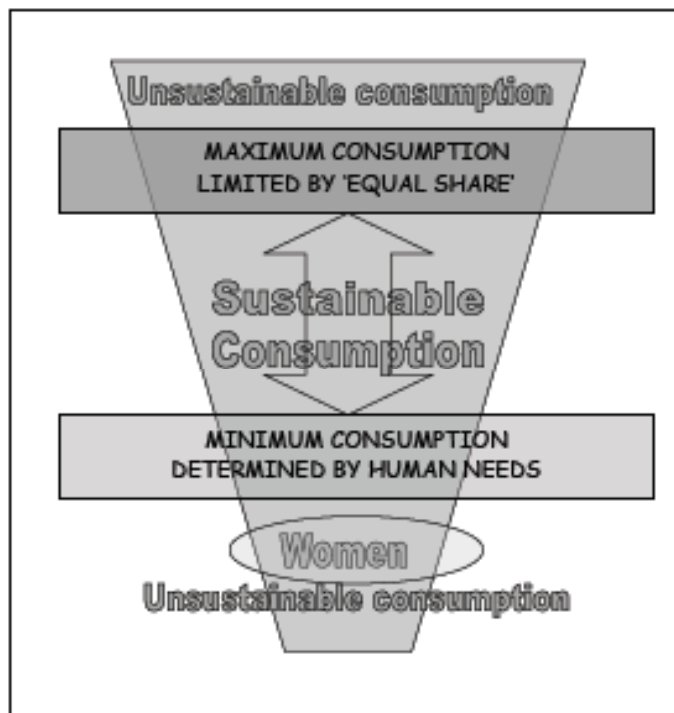 Unsustainable consumption
MAXIMUM CONSUMPTION
LIMITED BY 'EQUAL SHARE'
Sustainable
Consumption
MINIMUM CONSUMPTION
DETERMINED BY HUMAN NEEDS
Women
Unsustainable consumption